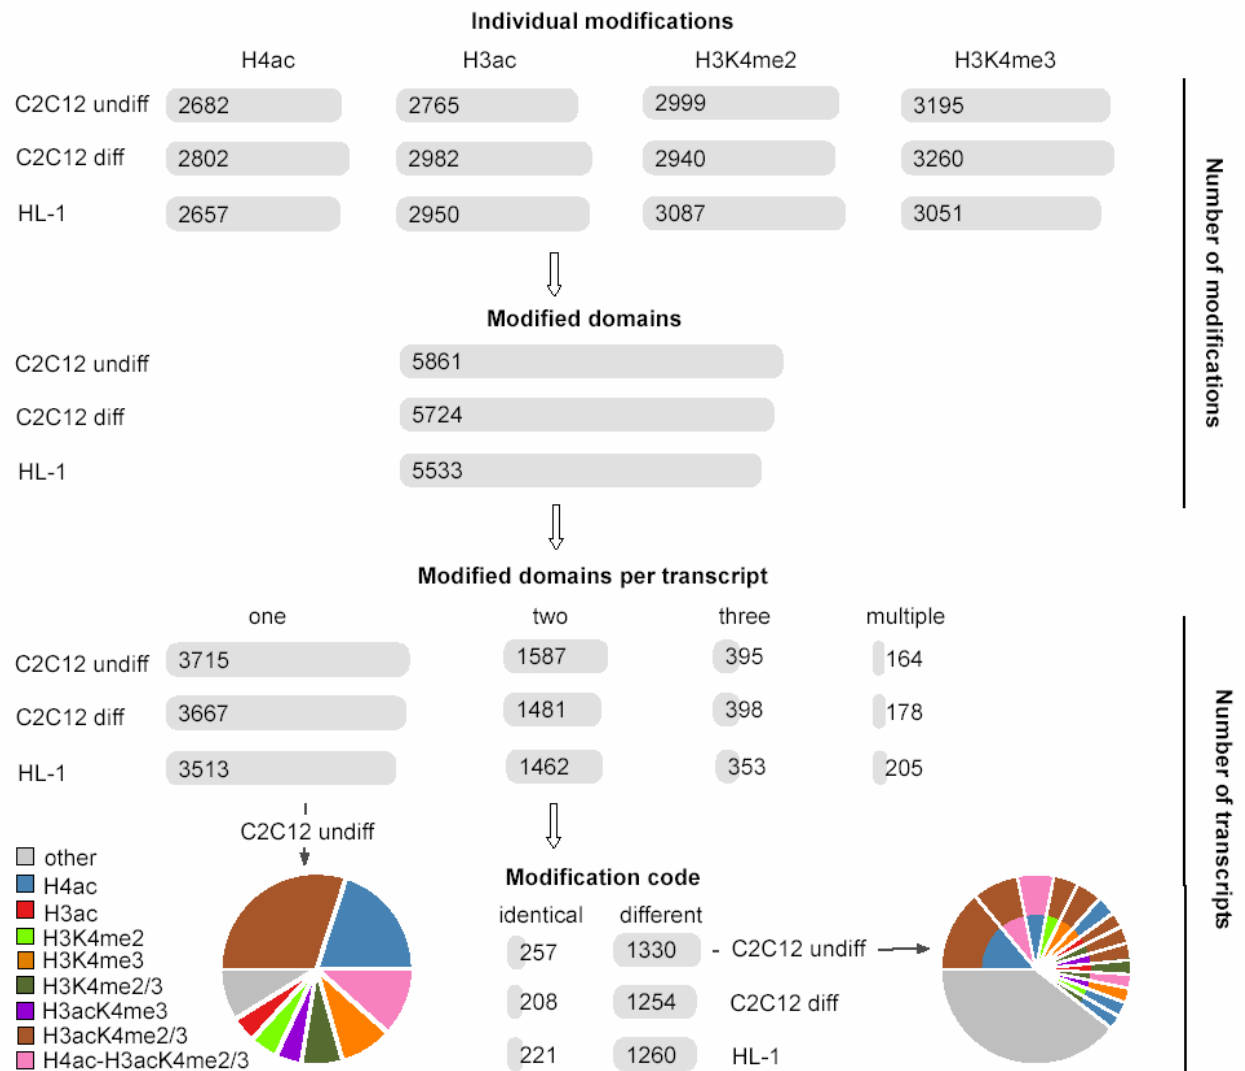 Individual modifications
H4ac H3ac H3K4me2 H3K4me3
C2C12 undiff 2682 2765 2999 3195
C2C12 diff 2802 2982 2940 3260
HL-1 2657 2950 3087 3051
Number of modifications
Modified domains
C2C12 undiff 5861
C2C12 diff 5724
HL-1 5533
Modified domains per transcript
one two three multiple
C2C12 undiff 3715 1587 395 164
C2C12 diff 3667 1481 398 178
HL-1 3513 1462 353 205
Number of transcripts
C2C12 undiff
other
H4ac
H3ac
H3K4me2
H3K4me3
H3K4me2/3
H3acK4me3
H3acK4me2/3
H4ac-H3acK4me2/3
Modification code
identical different
257 1330 - C2C12 undiff
208 1254 C2C12 diff
221 1260 HL-1